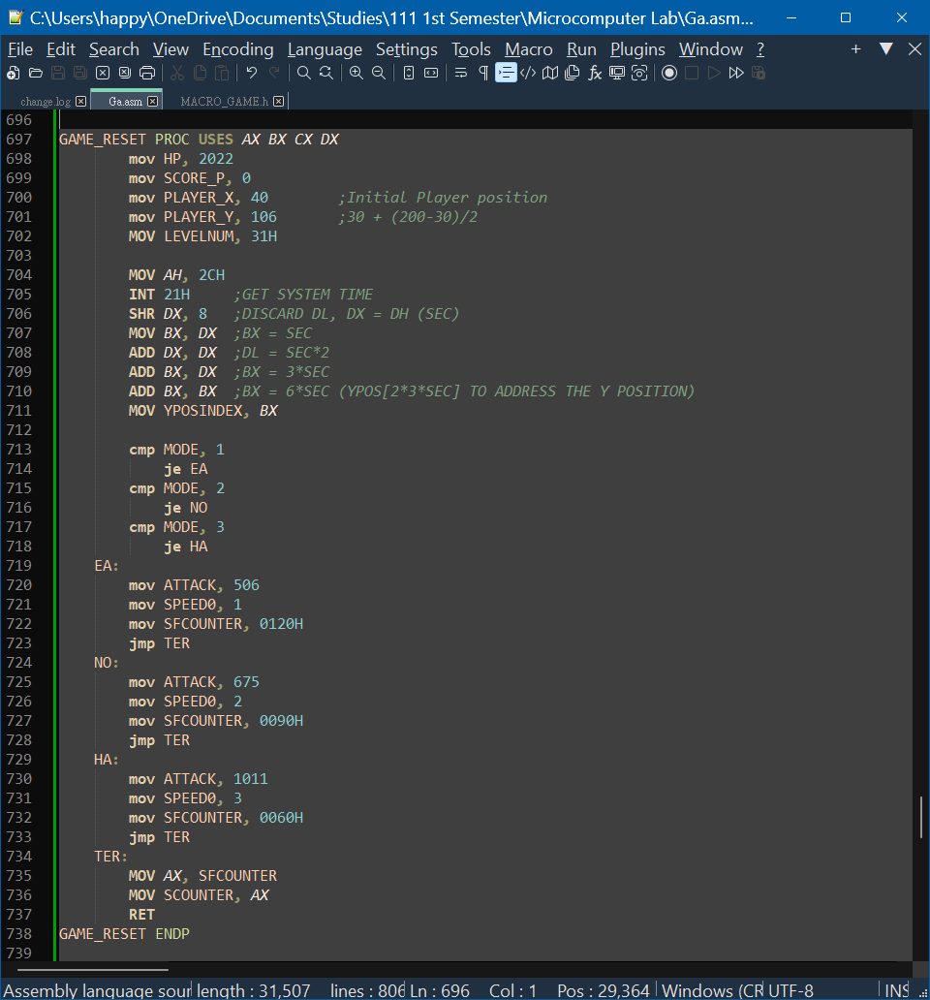 C:\Users\happy\OneDrive\Documents\Studies\111 1st Semester\Microcomputer Lab\Ga.asm...
File Edit Search View Encoding Language Settings Tools Macro Run Plugins Window ?
change.log Ga.asm MACRO_GAME.h
696
697 GAME_RESET PROC USES AX BX CX DX
698 mov HP, 2022
699 mov SCORE_P, 0
700 mov PLAYER_X, 40 ;Initial Player position
701 mov PLAYER_Y, 106 ;30 + (200-30)/2
702 MOV LEVELNUM, 31H
703
704 MOV AH, 2CH
705 INT 21H ;GET SYSTEM TIME
706 SHR DX, 8 ;DISCARD DL, DX = DH (SEC)
707 MOV BX, DX ;BX = SEC
708 ADD DX, DX ;DL = SEC*2
709 ADD BX, DX ;BX = 3*SEC
710 ADD BX, BX ;BX = 6*SEC (YPOS[2*3*SEC] TO ADDRESS THE Y POSITION)
711 MOV YPOSINDEX, BX
712
713 cmp MODE, 1
714 je EA
715 cmp MODE, 2
716 je NO
717 cmp MODE, 3
718 je HA
719 EA:
720 mov ATTACK, 506
721 mov SPEED0, 1
722 mov SFCOUNTER, 0120H
723 jmp TER
724 NO:
725 mov ATTACK, 675
726 mov SPEED0, 2
727 mov SFCOUNTER, 0090H
728 jmp TER
729 HA:
730 mov ATTACK, 1011
731 mov SPEED0, 3
732 mov SFCOUNTER, 0060H
733 jmp TER
734 TER:
735 MOV AX, SFCOUNTER
736 MOV SCOUNTER, AX
737 RET
738 GAME_RESET ENDP
739
Assembly language sour length : 31,507 lines : 806 Ln : 696 Col : 1 Pos : 29,364 Windows (CR UTF-8 INS